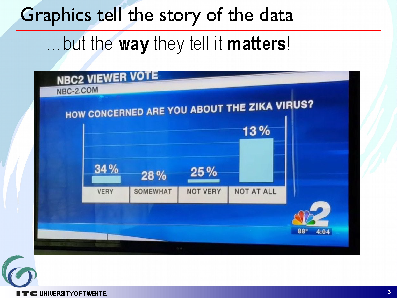 Graphics tell the story of the data
...but the way they tell it matters!
NBC2 VIEWER VOTE
NBC-2.COM
HOW CONCERNED ARE YOU ABOUT THE ZIKA VIRUS?
34% 28% 25% 13%
VERY SOMEWHAT NOT VERY NOT AT ALL
2
88° 4:04
ITC UNIVERSITY OF TWENTE.
3